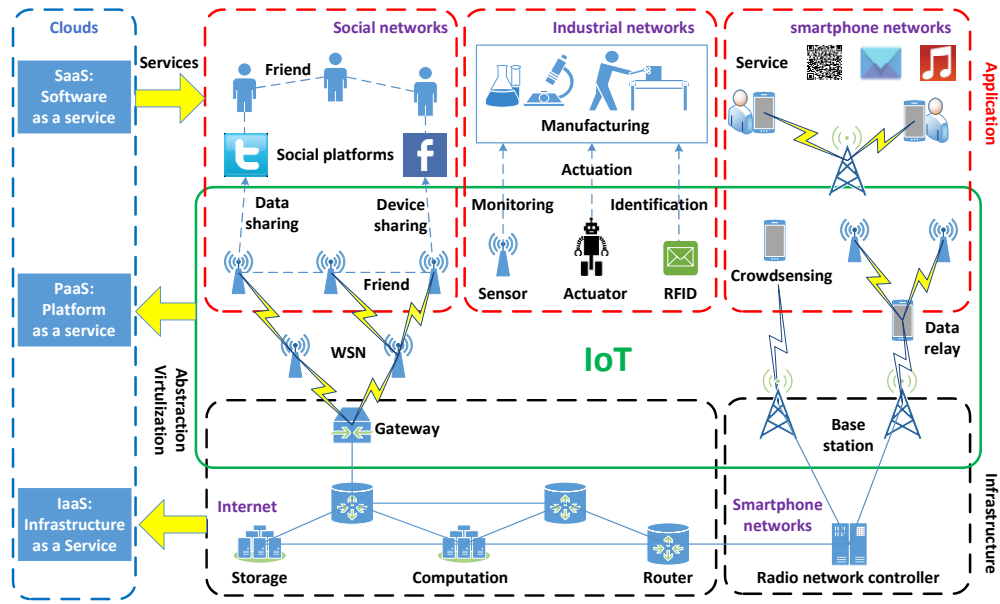 Clouds
SaaS:
Software
as a service
PaaS:
Platform
as a service
IaaS:
Infrastructure
as a Service
Services
Abstraction
Virtulization
Social networks
Friend
Social platforms
t
f
Data
sharing
Device
sharing
Friend
WSN
Gateway
Industrial networks
Manufacturing
Actuation
Monitoring
Identification
Sensor
Actuator
RFID
smartphone networks
Service
Crowdsensing
Data
relay
Application
IoT
Base
station
Internet
Storage
Computation
Router
Smartphone
networks
Radio network controller
Infrastructure